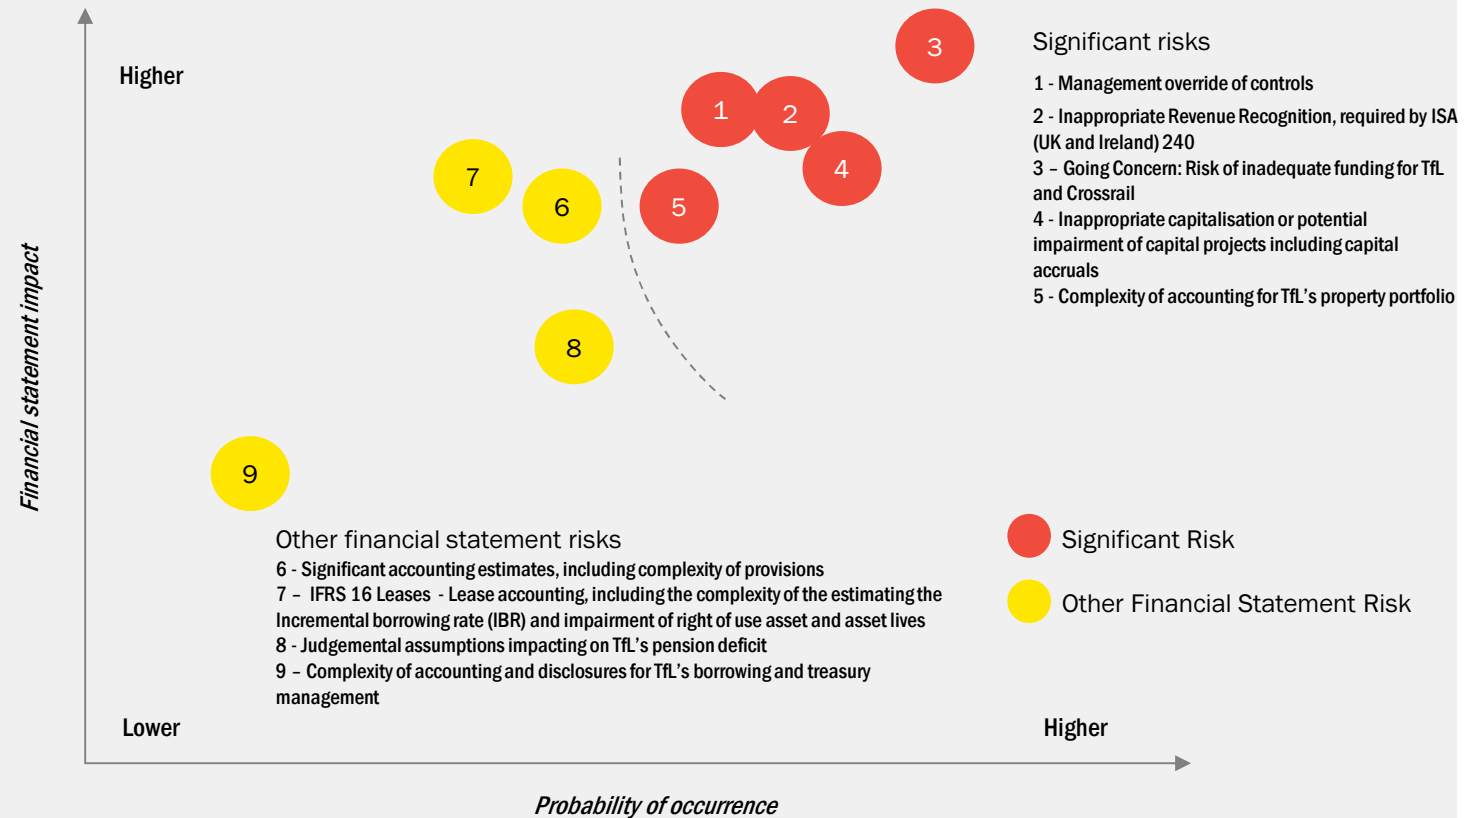 Financial statement impact
Higher
3
1
2
4
7
6
5
8
9
Significant risks
1 - Management override of controls
2 - Inappropriate Revenue Recognition, required by ISA
(UK and Ireland) 240
3 – Going Concern: Risk of inadequate funding for TfL
and Crossrail
4 - Inappropriate capitalisation or potential
impairment of capital projects including capital
accruals
5 - Complexity of accounting for TfL's property portfolio
Other financial statement risks
6 - Significant accounting estimates, including complexity of provisions
7 – IFRS 16 Leases - Lease accounting, including the complexity of the estimating the
Incremental borrowing rate (IBR) and impairment of right of use asset and asset lives
8 - Judgemental assumptions impacting on TfL's pension deficit
9 – Complexity of accounting and disclosures for TfL's borrowing and treasury
management
Significant Risk
Other Financial Statement Risk
Lower
Higher
Probability of occurrence